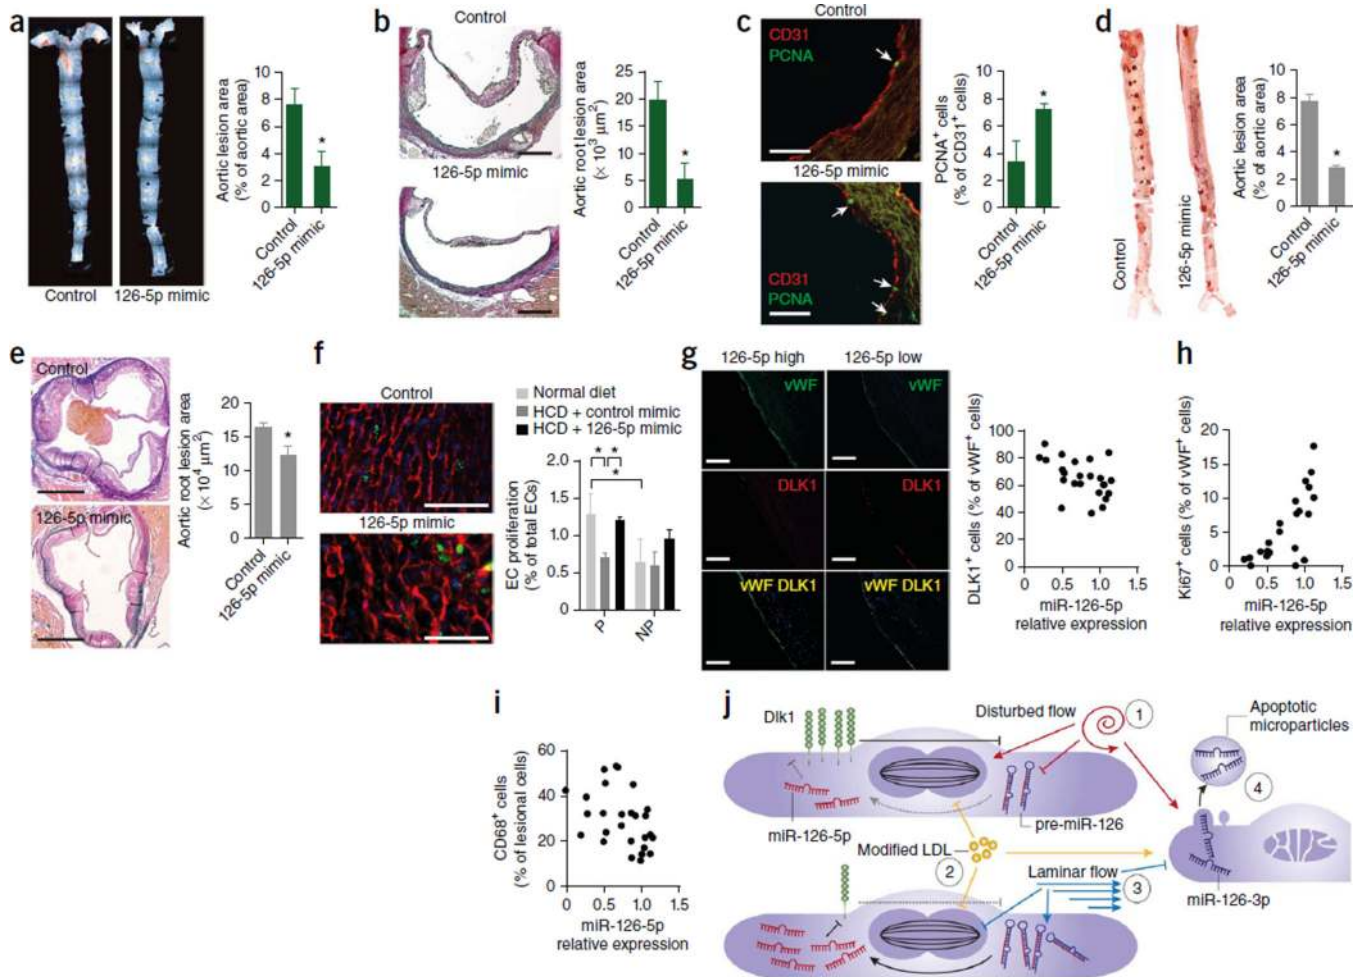 a
Control
126-5p mimic
Aortic lesion area
(% of aortic area)
10
8
6
4
2
0
*
Control
126-5p mimic
b
Control
126-5p mimic
Aortic root lesion area
(× 10³ µm²)
25
20
15
10
5
0
*
Control
126-5p mimic
c
Control
CD31
PCNA
126-5p mimic
CD31
PCNA
PCNA⁺ cells
(% of CD31⁺ cells)
10
8
6
4
2
0
*
Control
126-5p mimic
d
Control
126-5p mimic
Aortic lesion area
(% of aortic area)
10
8
6
4
2
0
*
Control
126-5p mimic
e
Control
126-5p mimic
Aortic root lesion area
(× 10⁴ µm²)
20
15
10
5
0
*
Control
126-5p mimic
f
Control
126-5p mimic
Normal diet
HCD + control mimic
HCD + 126-5p mimic
EC proliferation
(% of total ECs)
2.0
1.5
1.0
0.5
0
* *
*
P
NP
g
126-5p high
126-5p low
vWF
vWF
DLK1
DLK1
vWF DLK1
vWF DLK1
DLK1⁺ cells (% of vWF⁺ cells)
100
80
60
40
20
0
0 0.5 1.0 1.5
miR-126-5p
relative expression
h
Ki67⁺ cells (% of vWF⁺ cells)
20
15
10
5
0
0 0.5 1.0 1.5
miR-126-5p
relative expression
i
CD68⁺ cells
(% of lesional cells)
60
40
20
0
0 0.5 1.0 1.5
miR-126-5p
relative expression
j
Dlk1
Disturbed flow
1
Apoptotic
microparticles
4
miR-126-5p
pre-miR-126
Modified LDL
2
Laminar flow
3
miR-126-3p